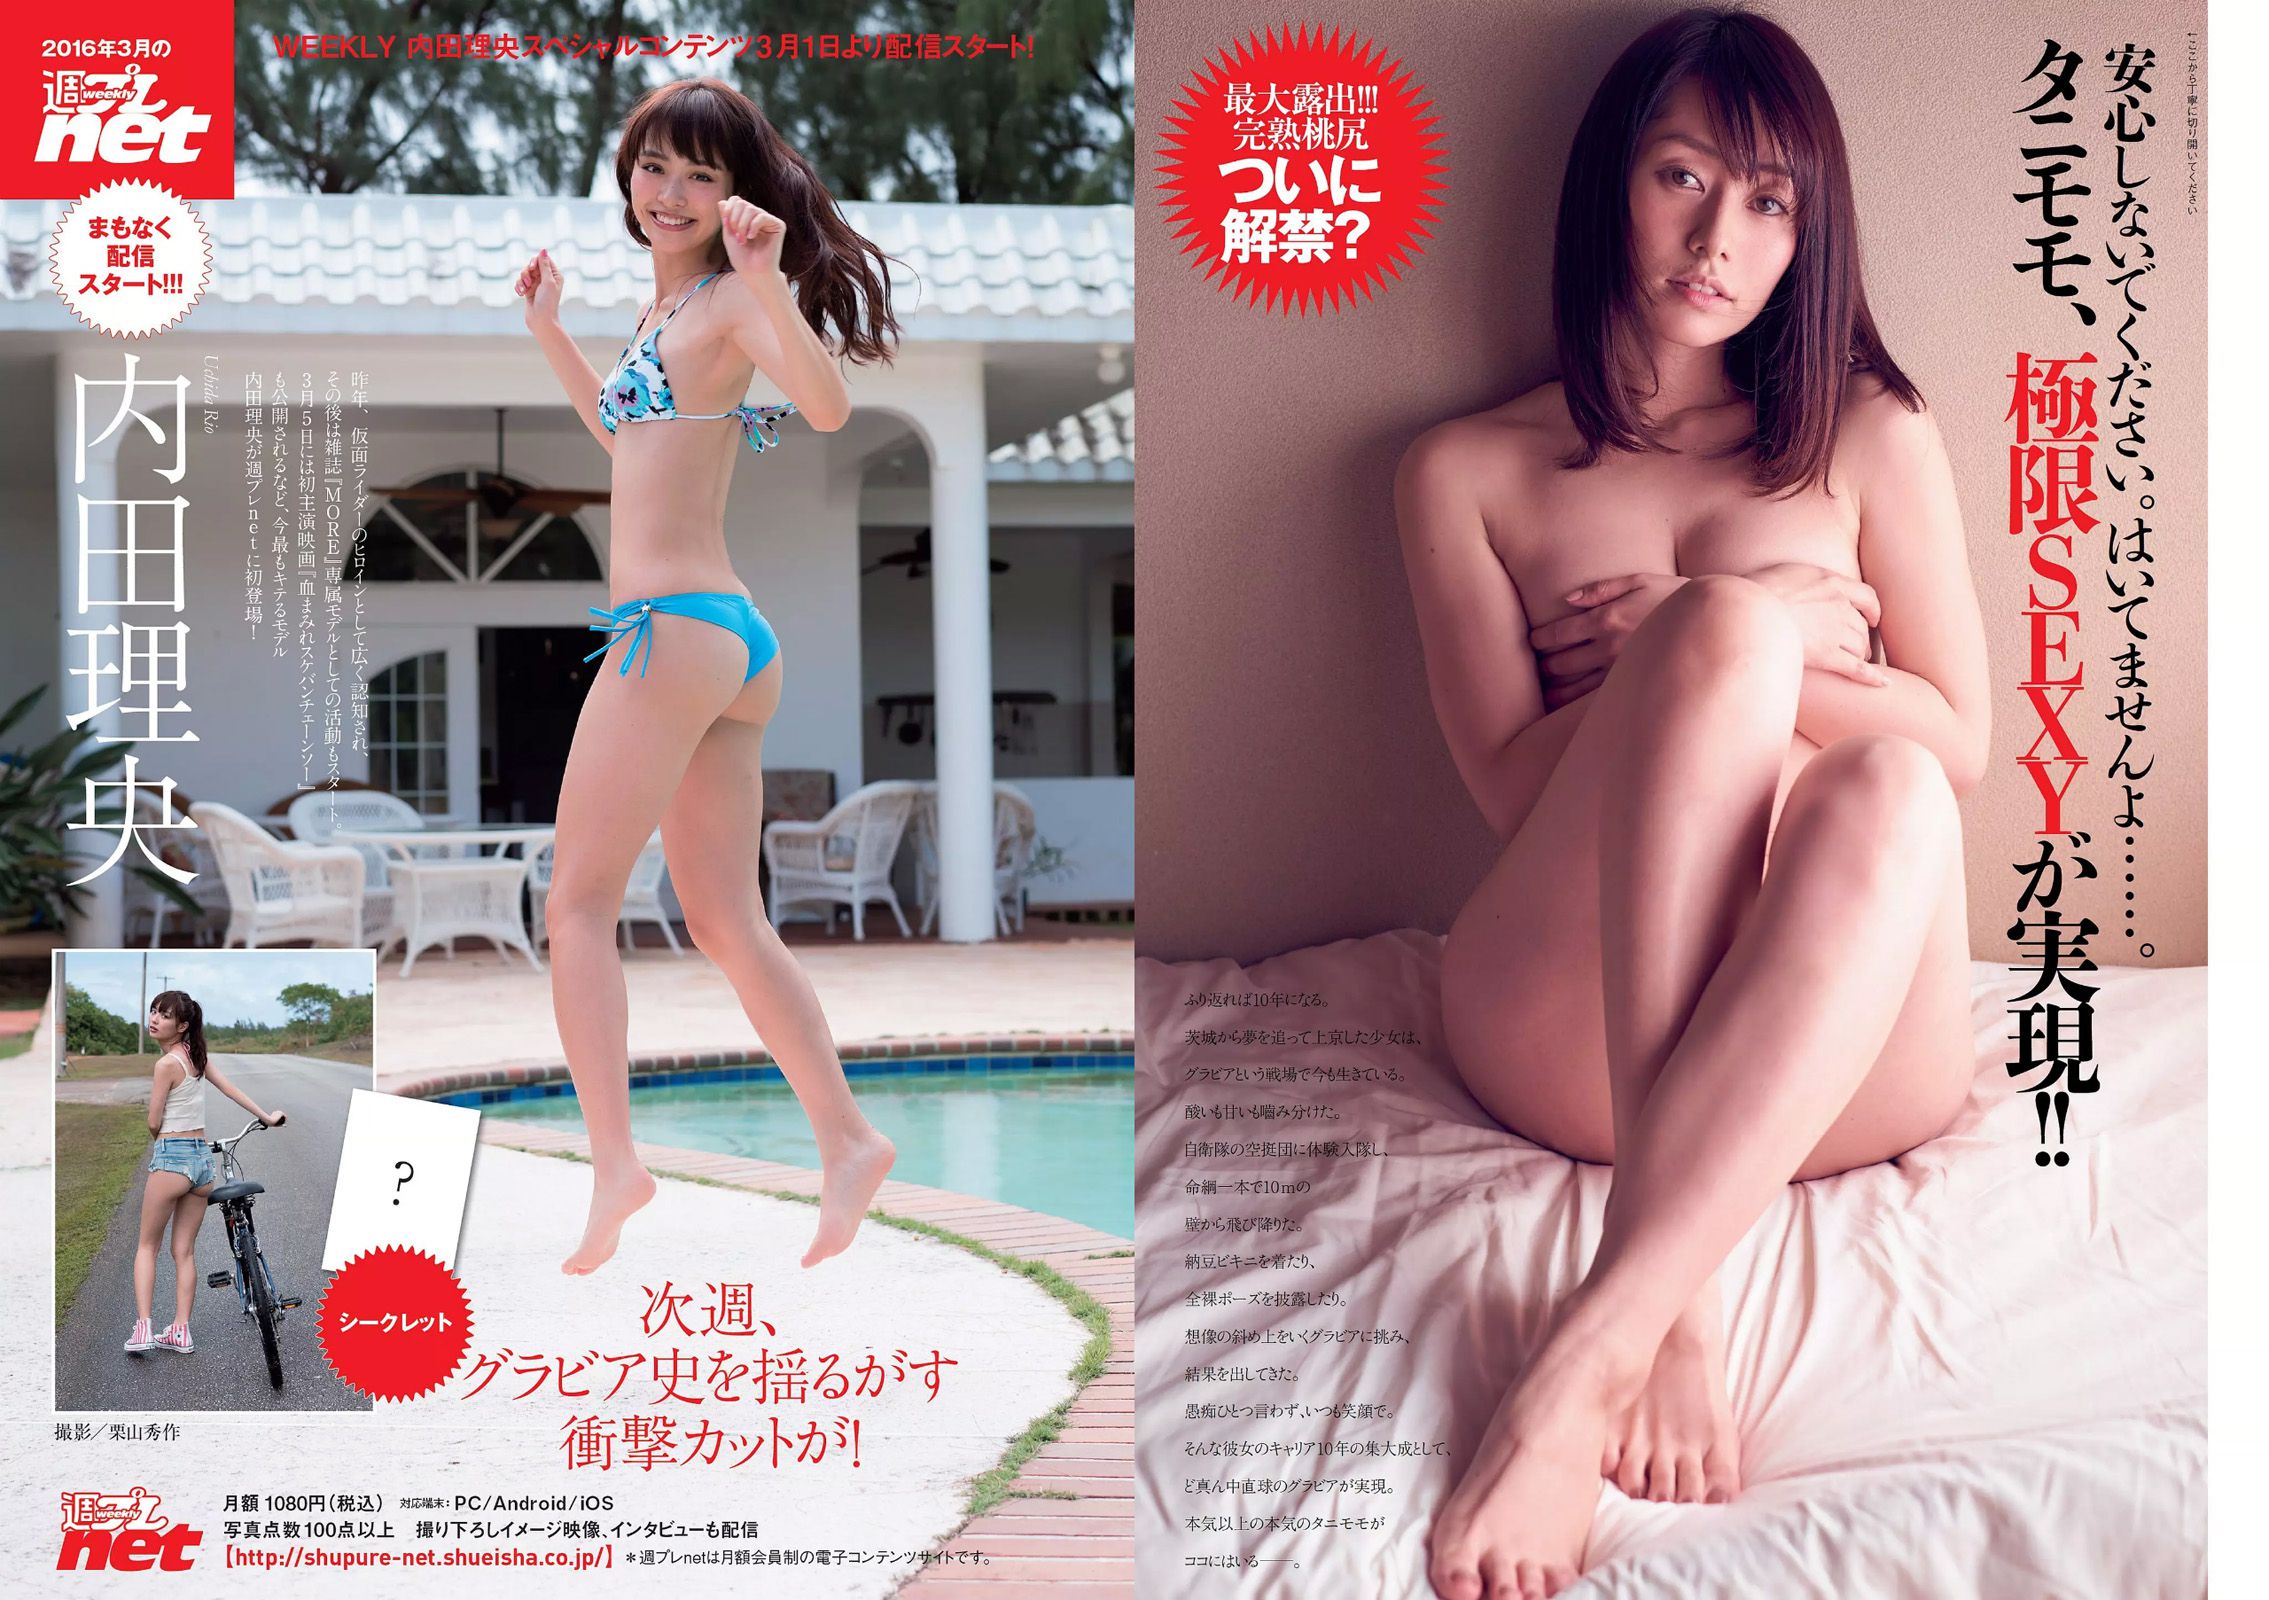 2016年3月の
週プレ
weekly
net
WEEKLY 内田理央スペシャルコンテンツ3月1日より配信スタート!
まもなく
配信
スタート!!!
内田理央
Uchida Rio
昨年、仮面ライダーのヒロインとして広く認知され、
その後は雑誌『MORE』専属モデルとしての活動もスタート。
3月5日には初主演映画『血まみれスケバンチェーンソー』
も公開されるなど、今最もキテるモデル
内田理央が週プレnetに初登場!
?
シークレット
次週、
グラビア史を揺るがす
衝撃カットが!
撮影／栗山秀作
週プレ
weekly
net
月額1080円(税込) 対応端末: PC/Android/iOS
写真点数100点以上 撮り下ろしイメージ映像、インタビューも配信
【http://shupure-net.shueisha.co.jp/】 ＊週プレnetは月額会員制の電子コンテンツサイトです。
←ここから丁寧に切り開いてください
安心しないでください。はいてませんよ……。
タニモモ、極限SEXYが実現!!
最大露出!!!
完熟桃尻
ついに
解禁?
ふり返れば10年になる。
茨城から夢を追って上京した少女は、
グラビアという戦場で今も生きている。
酸いも甘いも嚙み分けた。
自衛隊の空挺団に体験入隊し、
命綱一本で10mの
壁から飛び降りた。
納豆ビキニを着たり、
全裸ポーズを披露したり。
想像の斜め上をいくグラビアに挑み、
結果を出してきた。
愚痴ひとつ言わず、いつも笑顔で。
そんな彼女のキャリア10年の集大成として、
ど真ん中直球のグラビアが実現。
本気以上の本気のタニモモが
ココにはいる――。